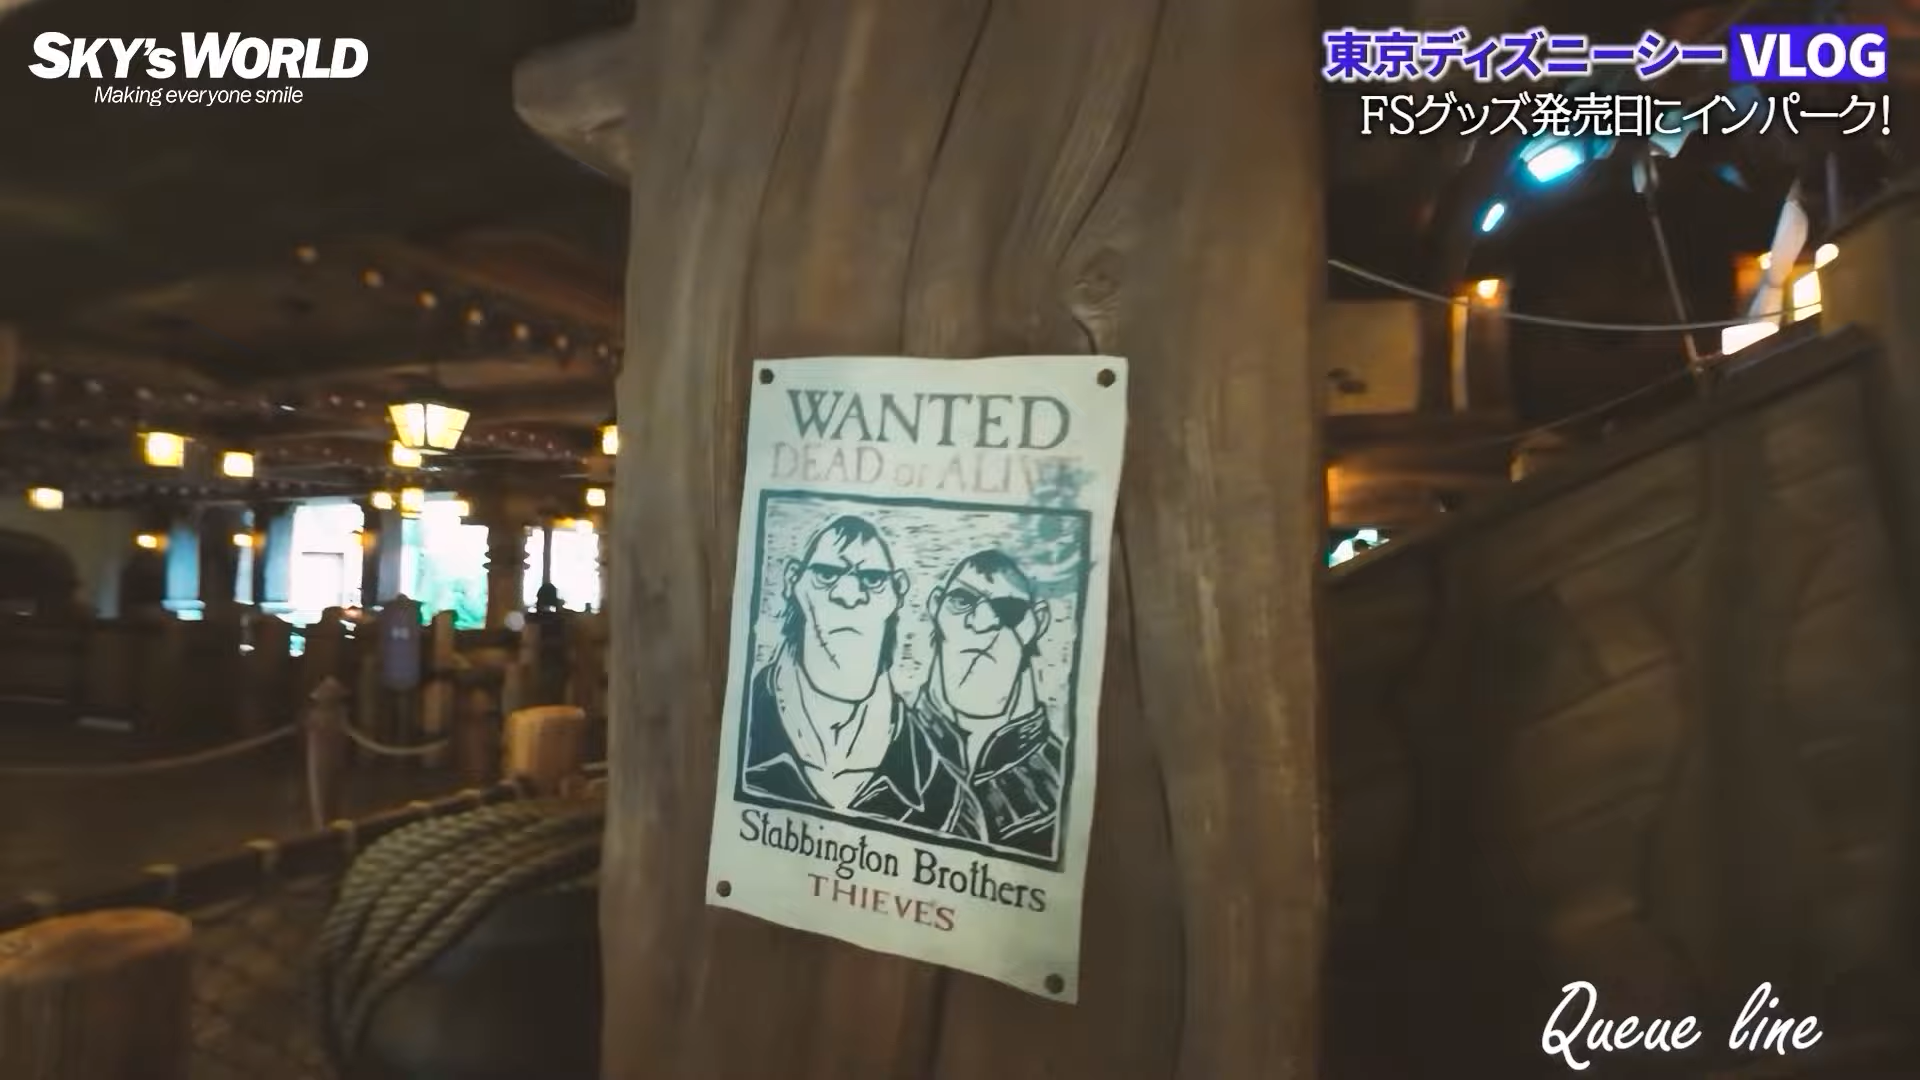 SKY'S WORLD
Making everyone smile
東京ディズニーシー VLOG
FSグッズ発売日にインパーク!
WANTED
DEAD or ALIVE
Stabbington Brothers
THIEVES
Queue line